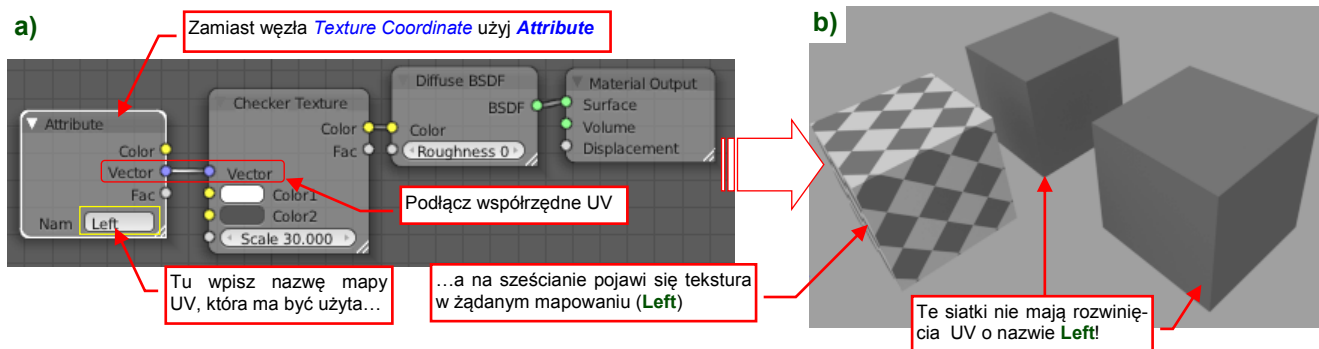 a)
Zamiast węzła Texture Coordinate użyj Attribute
Attribute
Color
Vector
Fac
Nam Left
Checker Texture
Color
Fac
Vector
Color1
Color2
Scale 30.000
Diffuse BSDF
BSDF
Color
Roughness 0
Material Output
Surface
Volume
Displacement
Podłącz współrzędne UV
Tu wpisz nazwę mapy
UV, która ma być użyta…
…a na sześcianie pojawi się tekstura
w żądanym mapowaniu (Left)
b)
Te siatki nie mają rozwinię-
cia UV o nazwie Left!